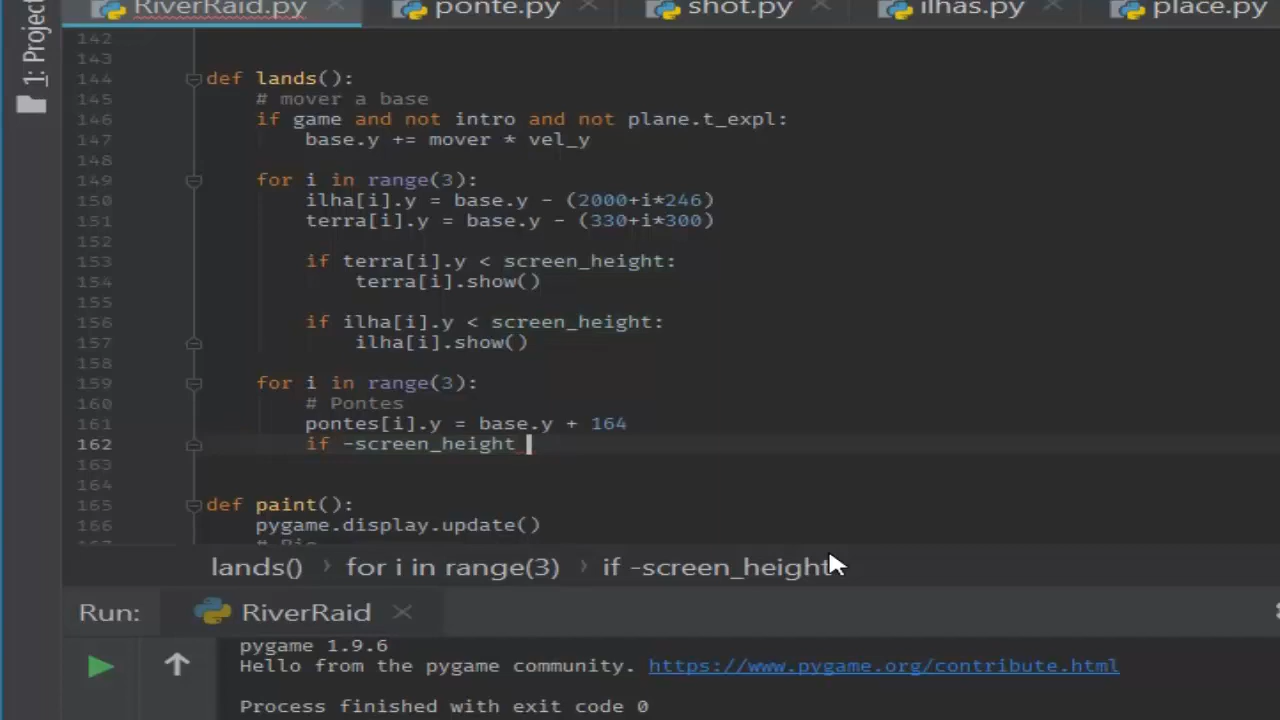 RiverRaid.py ponte.py shot.py ilhas.py place.py
1: Projec
142
143
144 def lands():
145 # mover a base
146 if game and not intro and not plane.t_expl:
147 base.y += mover * vel_y
148
149 for i in range(3):
150 ilha[i].y = base.y - (2000+i*246)
151 terra[i].y = base.y - (330+i*300)
152
153 if terra[i].y < screen_height:
154 terra[i].show()
155
156 if ilha[i].y < screen_height:
157 ilha[i].show()
158
159 for i in range(3):
160 # Pontes
161 pontes[i].y = base.y + 164
162 if -screen_height
163
164
165 def paint():
166 pygame.display.update()
lands() › for i in range(3) › if -screen_height
Run: RiverRaid
pygame 1.9.6
Hello from the pygame community. https://www.pygame.org/contribute.html
Process finished with exit code 0